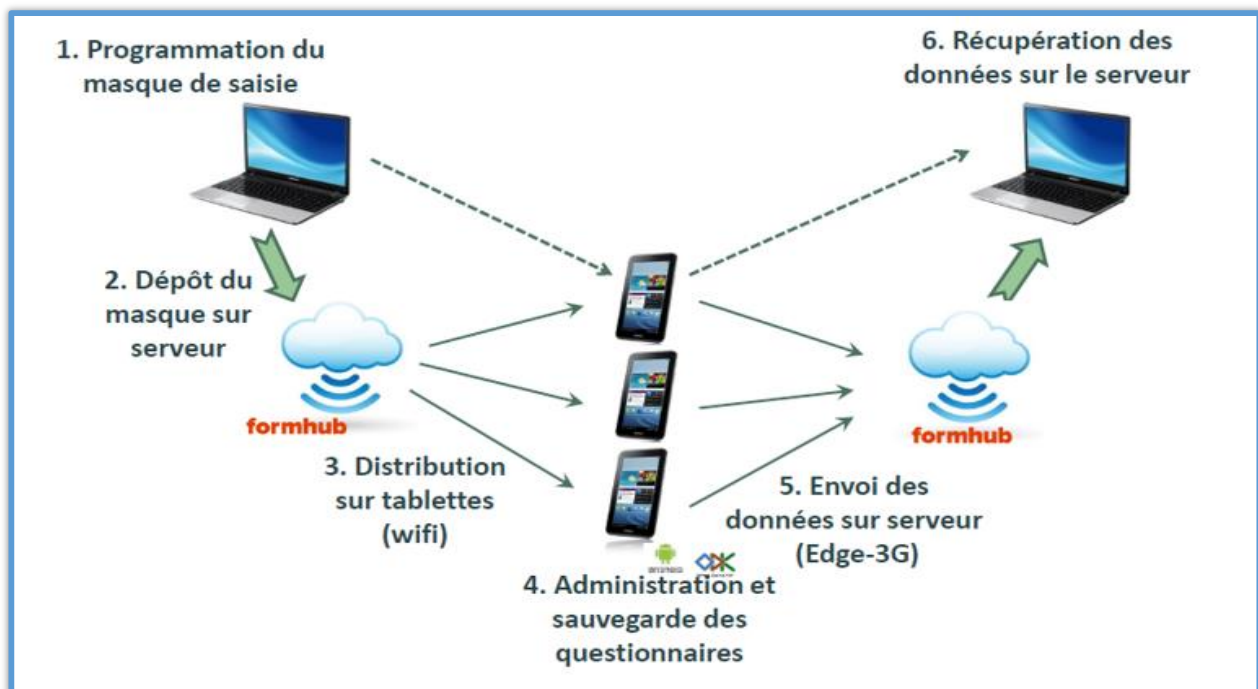 1. Programmation du
masque de saisie
6. Récupération des
données sur le serveur
2. Dépôt du
masque sur
serveur
formhub
formhub
3. Distribution
sur tablettes
(wifi)
5. Envoi des
données sur serveur
(Edge-3G)
4. Administration et
sauvegarde des
questionnaires